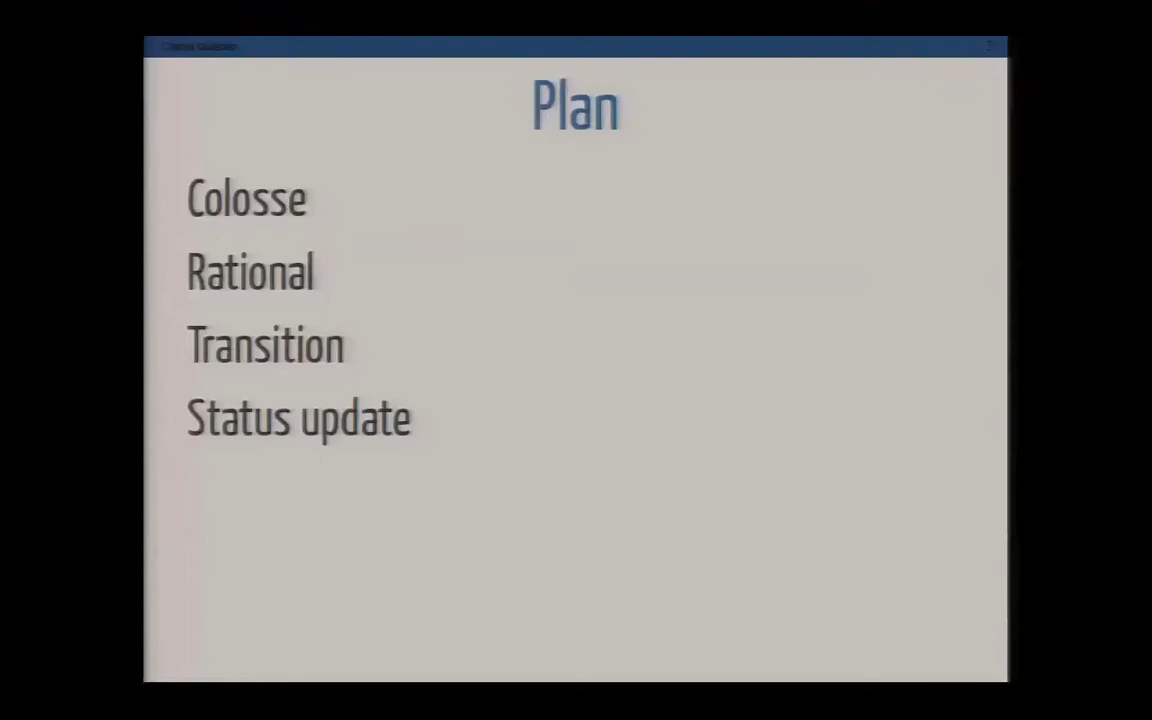 Plan
Colosse
Rational
Transition
Status update